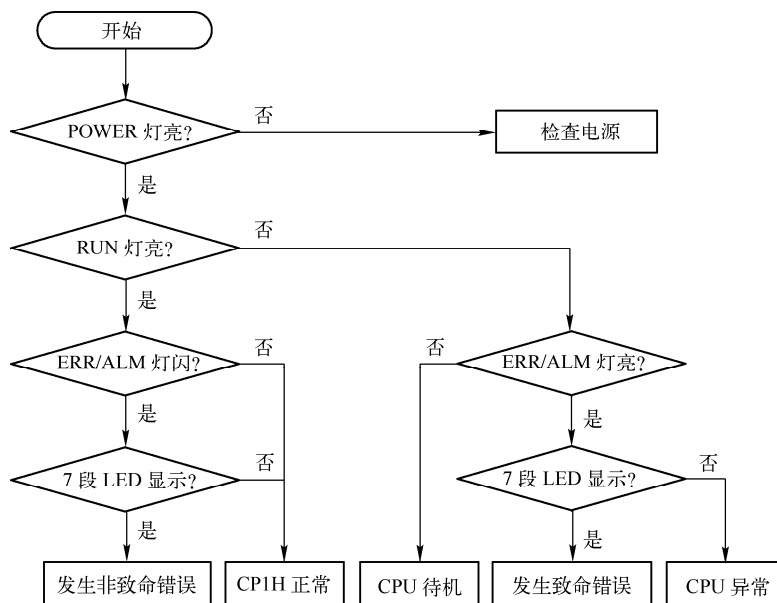 开始
否
POWER 灯亮?
检查电源
是
否
RUN 灯亮?
是
ERR/ALM 灯闪?
否
否
ERR/ALM 灯亮?
是
是
7 段 LED 显示?
否
7 段 LED 显示?
否
是
是
发生非致命错误
CP1H 正常
CPU 待机
发生致命错误
CPU 异常